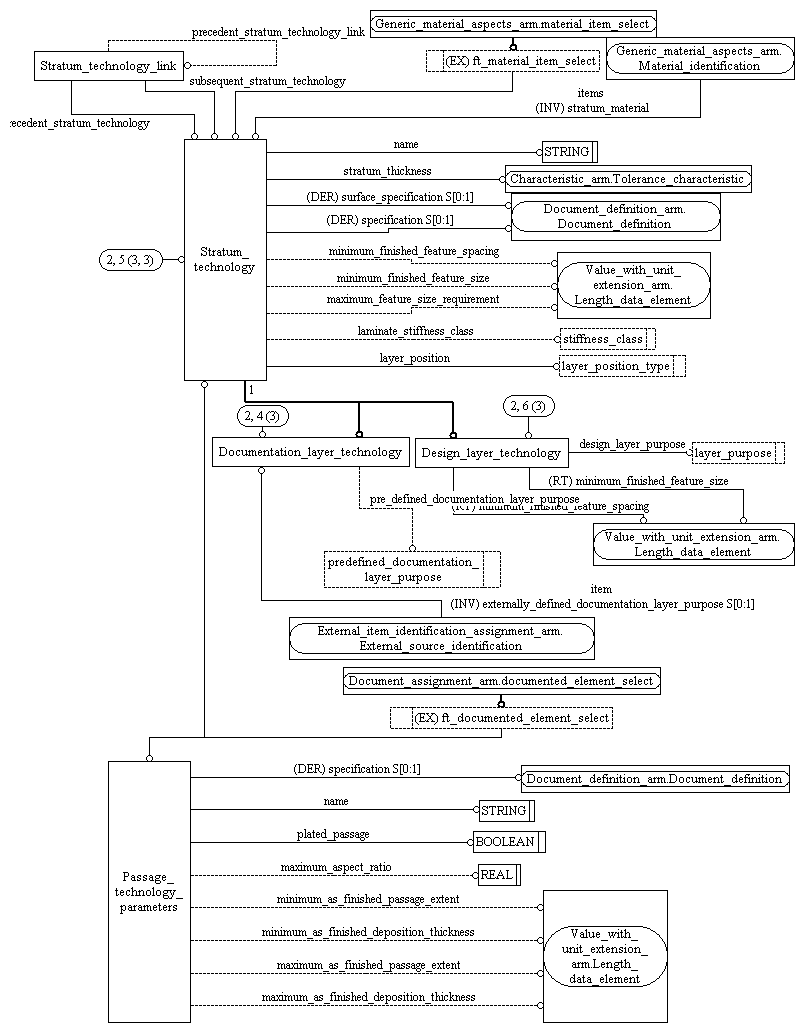 precedent_stratum_technology_link
Generic_material_aspects_arm.material_item_select
Stratum_technology_link
(EX) ft_material_item_select
Generic_material_aspects_arm.
Material_identification
subsequent_stratum_technology
items
(INV) stratum_material
recedent_stratum_technology
name
STRING
stratum_thickness
Characteristic_arm.Tolerance_characteristic
(DER) surface_specification S[0:1]
Document_definition_arm.
Document_definition
(DER) specification S[0:1]
2, 5 (3, 3)
Stratum_
technology
minimum_finished_feature_spacing
Value_with_unit_
extension_arm.
Length_data_element
minimum_finished_feature_size
maximum_feature_size_requirement
laminate_stiffness_class
stiffness_class
layer_position
layer_position_type
1
2, 4 (3)
2, 6 (3)
Documentation_layer_technology
Design_layer_technology
design_layer_purpose
layer_purpose
(RT) minimum_finished_feature_size
pre_defined_documentation_layer_purpose
(RT) minimum_finished_feature_spacing
Value_with_unit_extension_arm.
Length_data_element
predefined_documentation_
layer_purpose
item
(INV) externally_defined_documentation_layer_purpose S[0:1]
External_item_identification_assignment_arm.
External_source_identification
Document_assignment_arm.documented_element_select
(EX) ft_documented_element_select
(DER) specification S[0:1]
Document_definition_arm.Document_definition
name
STRING
plated_passage
BOOLEAN
maximum_aspect_ratio
REAL
Passage_
technology_
parameters
minimum_as_finished_passage_extent
minimum_as_finished_deposition_thickness
maximum_as_finished_passage_extent
maximum_as_finished_deposition_thickness
Value_with_
unit_extension_
arm.Length_
data_element